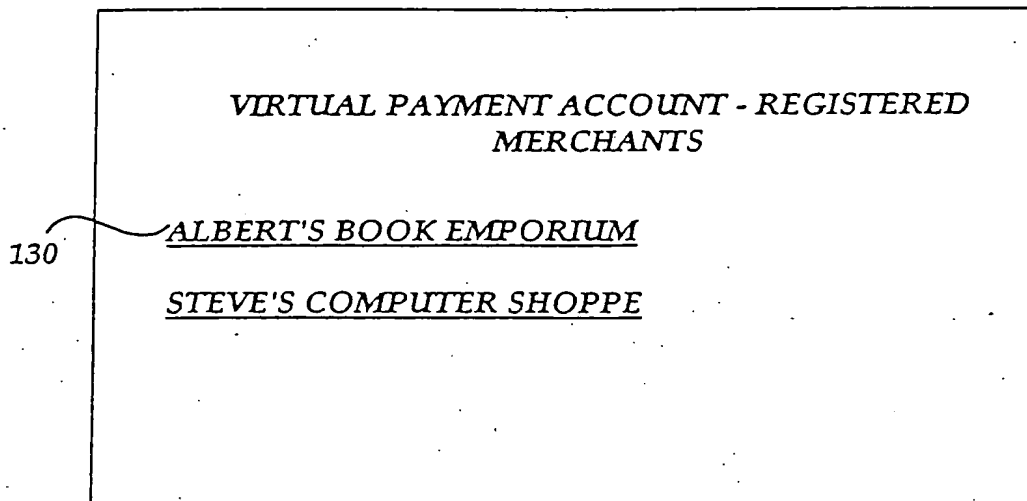 VIRTUAL PAYMENT ACCOUNT - REGISTERED
MERCHANTS
ALBERT'S BOOK EMPORIUM
130
STEVE'S COMPUTER SHOPPE